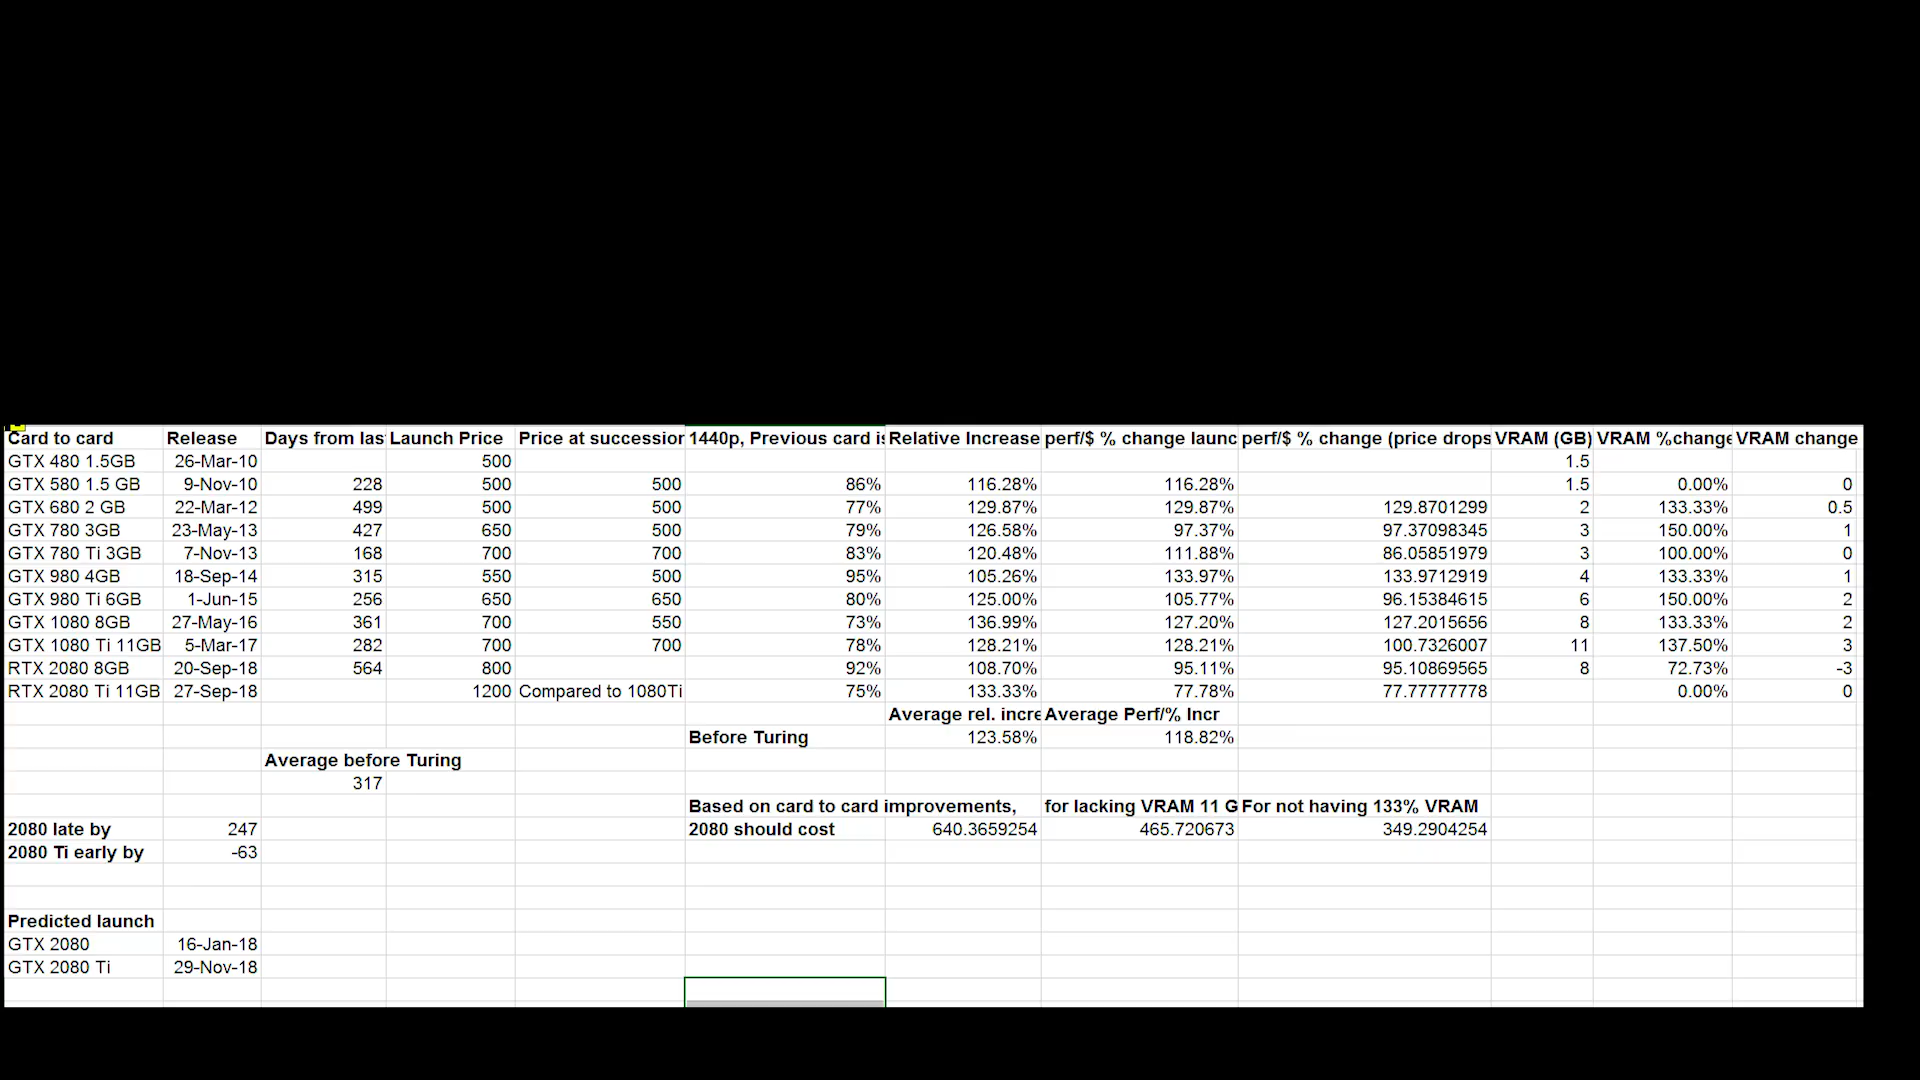 Card to card Release Days from las Launch Price Price at succession 1440p, Previous card is Relative Increase perf/$ % change launc perf/$ % change (price drops VRAM (GB) VRAM %change VRAM change
GTX 480 1.5GB 26-Mar-10 500 1.5
GTX 580 1.5 GB 9-Nov-10 228 500 500 86% 116.28% 116.28% 1.5 0.00% 0
GTX 680 2 GB 22-Mar-12 499 500 500 77% 129.87% 129.87% 129.8701299 2 133.33% 0.5
GTX 780 3GB 23-May-13 427 650 500 79% 126.58% 97.37% 97.37098345 3 150.00% 1
GTX 780 Ti 3GB 7-Nov-13 168 700 700 83% 120.48% 111.88% 86.05851979 3 100.00% 0
GTX 980 4GB 18-Sep-14 315 550 500 95% 105.26% 133.97% 133.9712919 4 133.33% 1
GTX 980 Ti 6GB 1-Jun-15 256 650 650 80% 125.00% 105.77% 96.15384615 6 150.00% 2
GTX 1080 8GB 27-May-16 361 700 550 73% 136.99% 127.20% 127.2015656 8 133.33% 2
GTX 1080 Ti 11GB 5-Mar-17 282 700 700 78% 128.21% 128.21% 100.7326007 11 137.50% 3
RTX 2080 8GB 20-Sep-18 564 800 92% 108.70% 95.11% 95.10869565 8 72.73% -3
RTX 2080 Ti 11GB 27-Sep-18 1200 Compared to 1080Ti 75% 133.33% 77.78% 77.77777778 0.00% 0
Average rel. incre Average Perf/% Incr
Before Turing 123.58% 118.82%
Average before Turing
317
Based on card to card improvements, for lacking VRAM 11 G For not having 133% VRAM
2080 late by 247 2080 should cost 640.3659254 465.720673 349.2904254
2080 Ti early by -63
Predicted launch
GTX 2080 16-Jan-18
GTX 2080 Ti 29-Nov-18